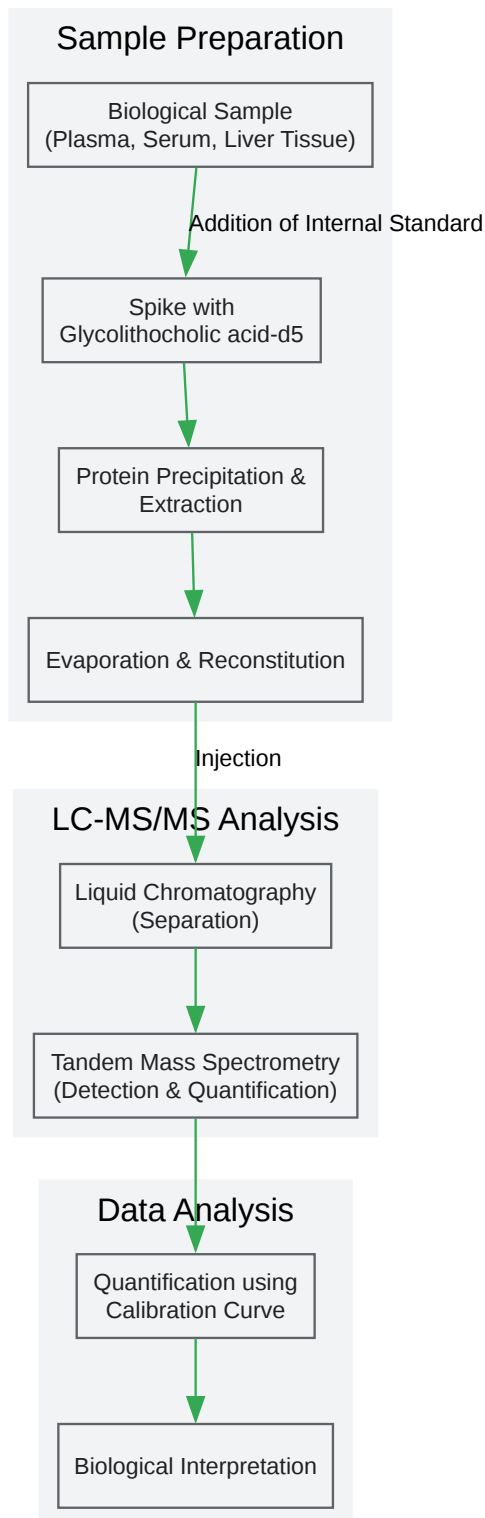 Sample Preparation
Biological Sample
(Plasma, Serum, Liver Tissue)
Addition of Internal Standard
Spike with
Glycolithocholic acid-d5
Protein Precipitation &
Extraction
Evaporation & Reconstitution
Injection
LC-MS/MS Analysis
Liquid Chromatography
(Separation)
Tandem Mass Spectrometry
(Detection & Quantification)
Data Analysis
Quantification using
Calibration Curve
Biological Interpretation